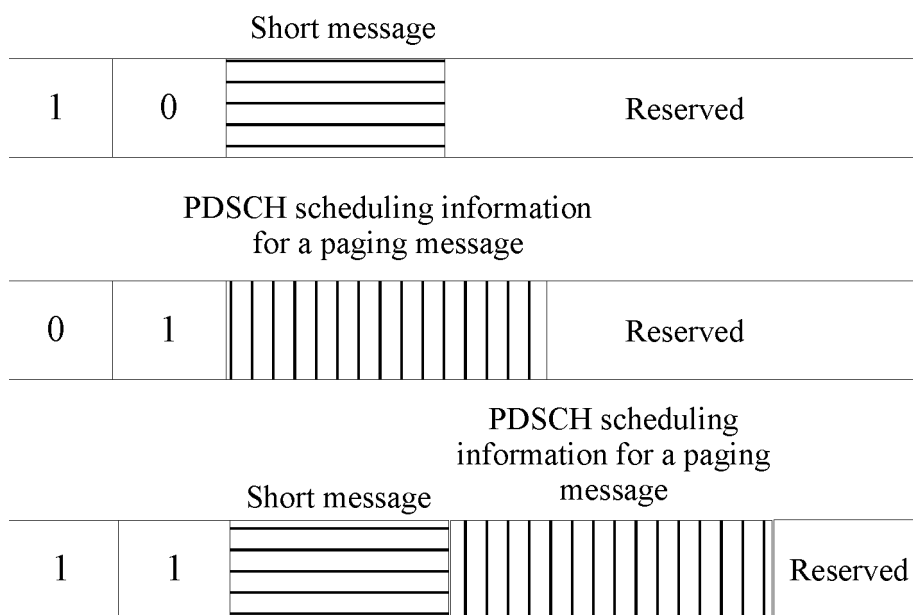 Short message
1 0 Reserved
PDSCH scheduling information
for a paging message
0 1 Reserved
PDSCH scheduling
information for a paging
message
Short message
1 1 Reserved